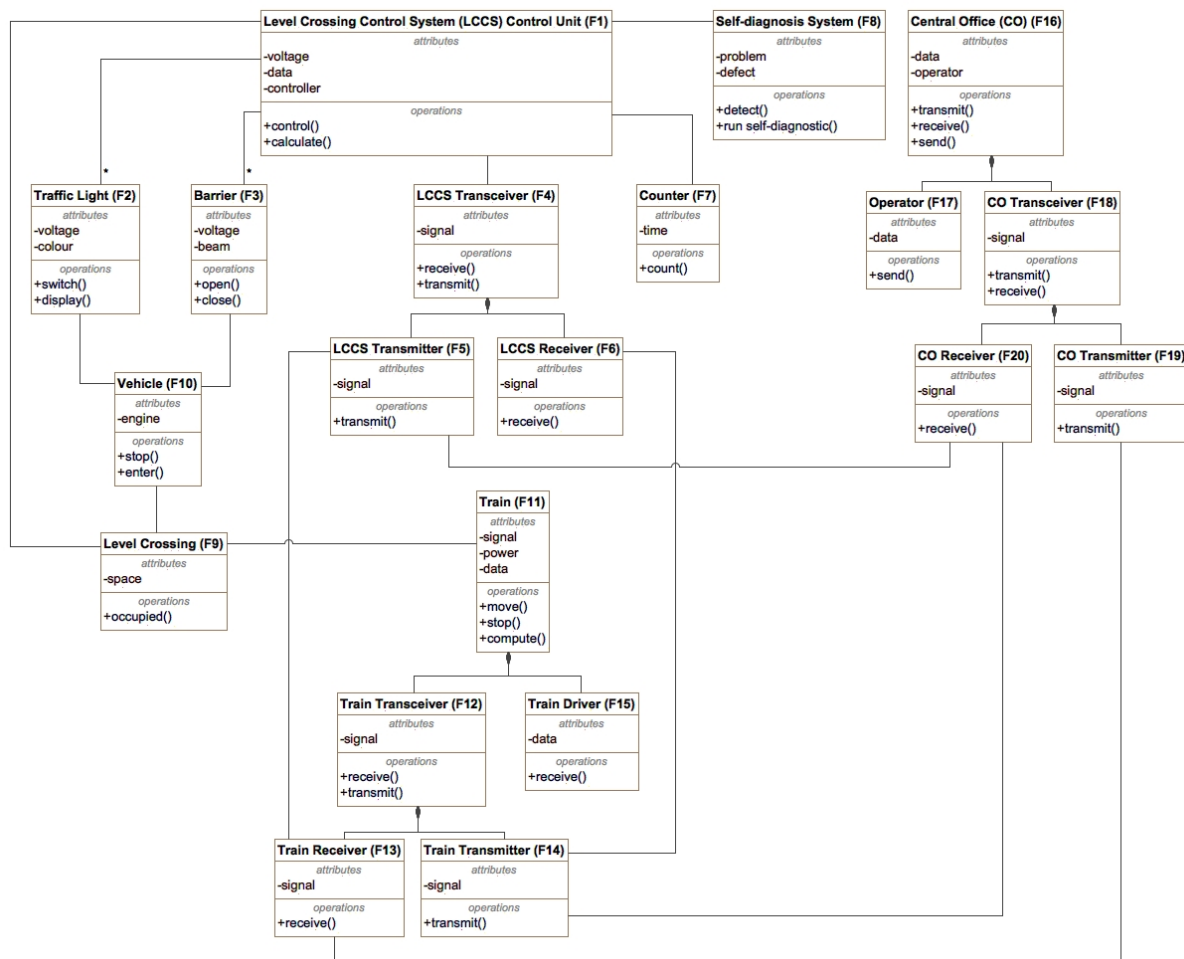 Level Crossing Control System (LCCS) Control Unit (F1)
attributes
-voltage
-data
-controller
operations
+control()
+calculate()
Self-diagnosis System (F8)
attributes
-problem
-defect
operations
+detect()
+run self-diagnostic()
Central Office (CO) (F16)
attributes
-data
-operator
operations
+transmit()
+receive()
+send()
*
*
Traffic Light (F2)
attributes
-voltage
-colour
operations
+switch()
+display()
Barrier (F3)
attributes
-voltage
-beam
operations
+open()
+close()
LCCS Transceiver (F4)
attributes
-signal
operations
+receive()
+transmit()
Counter (F7)
attributes
-time
operations
+count()
Operator (F17)
attributes
-data
operations
+send()
CO Transceiver (F18)
attributes
-signal
operations
+transmit()
+receive()
LCCS Transmitter (F5)
attributes
-signal
operations
+transmit()
LCCS Receiver (F6)
attributes
-signal
operations
+receive()
CO Receiver (F20)
attributes
-signal
operations
+receive()
CO Transmitter (F19)
attributes
-signal
operations
+transmit()
Vehicle (F10)
attributes
-engine
operations
+stop()
+enter()
Train (F11)
attributes
-signal
-power
-data
operations
+move()
+stop()
+compute()
Level Crossing (F9)
attributes
-space
operations
+occupied()
Train Transceiver (F12)
attributes
-signal
operations
+receive()
+transmit()
Train Driver (F15)
attributes
-data
operations
+receive()
Train Receiver (F13)
attributes
-signal
operations
+receive()
Train Transmitter (F14)
attributes
-signal
operations
+transmit()